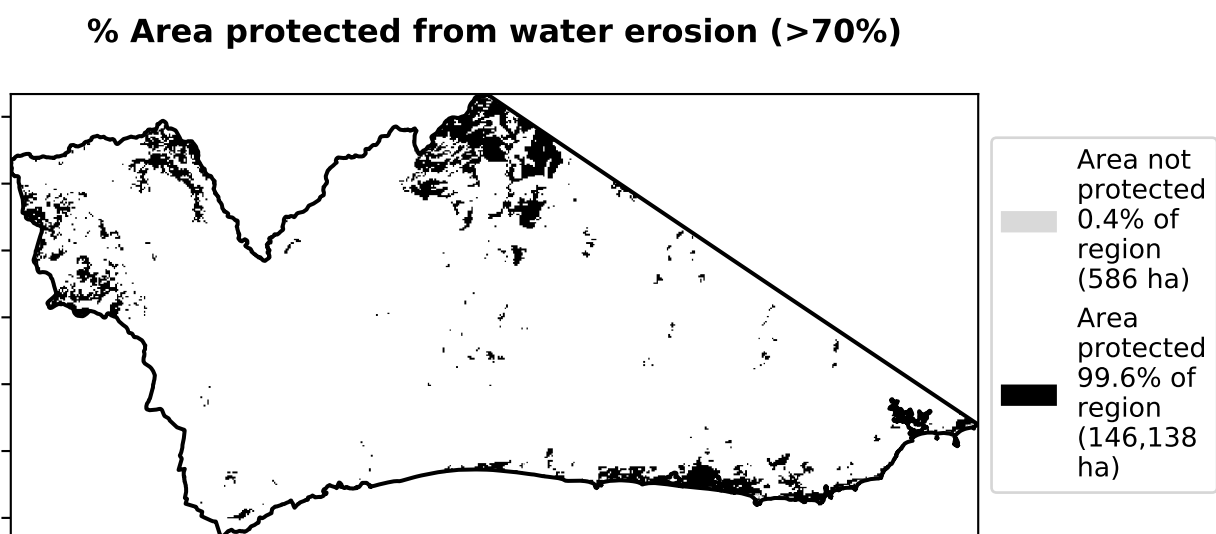 % Area protected from water erosion (>70%)
Area not
protected
0.4% of
region
(586 ha)
Area
protected
99.6% of
region
(146,138
ha)